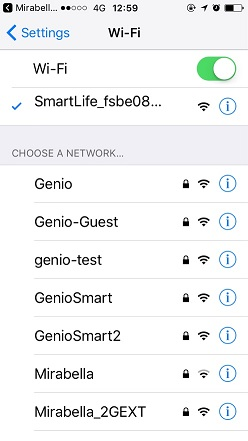 Mirabell... 4G 12:59
Settings Wi-Fi
Wi-Fi
SmartLife_fsbe08...
CHOOSE A NETWORK...
Genio
Genio-Guest
genio-test
GenioSmart
GenioSmart2
Mirabella
Mirabella_2GEXT